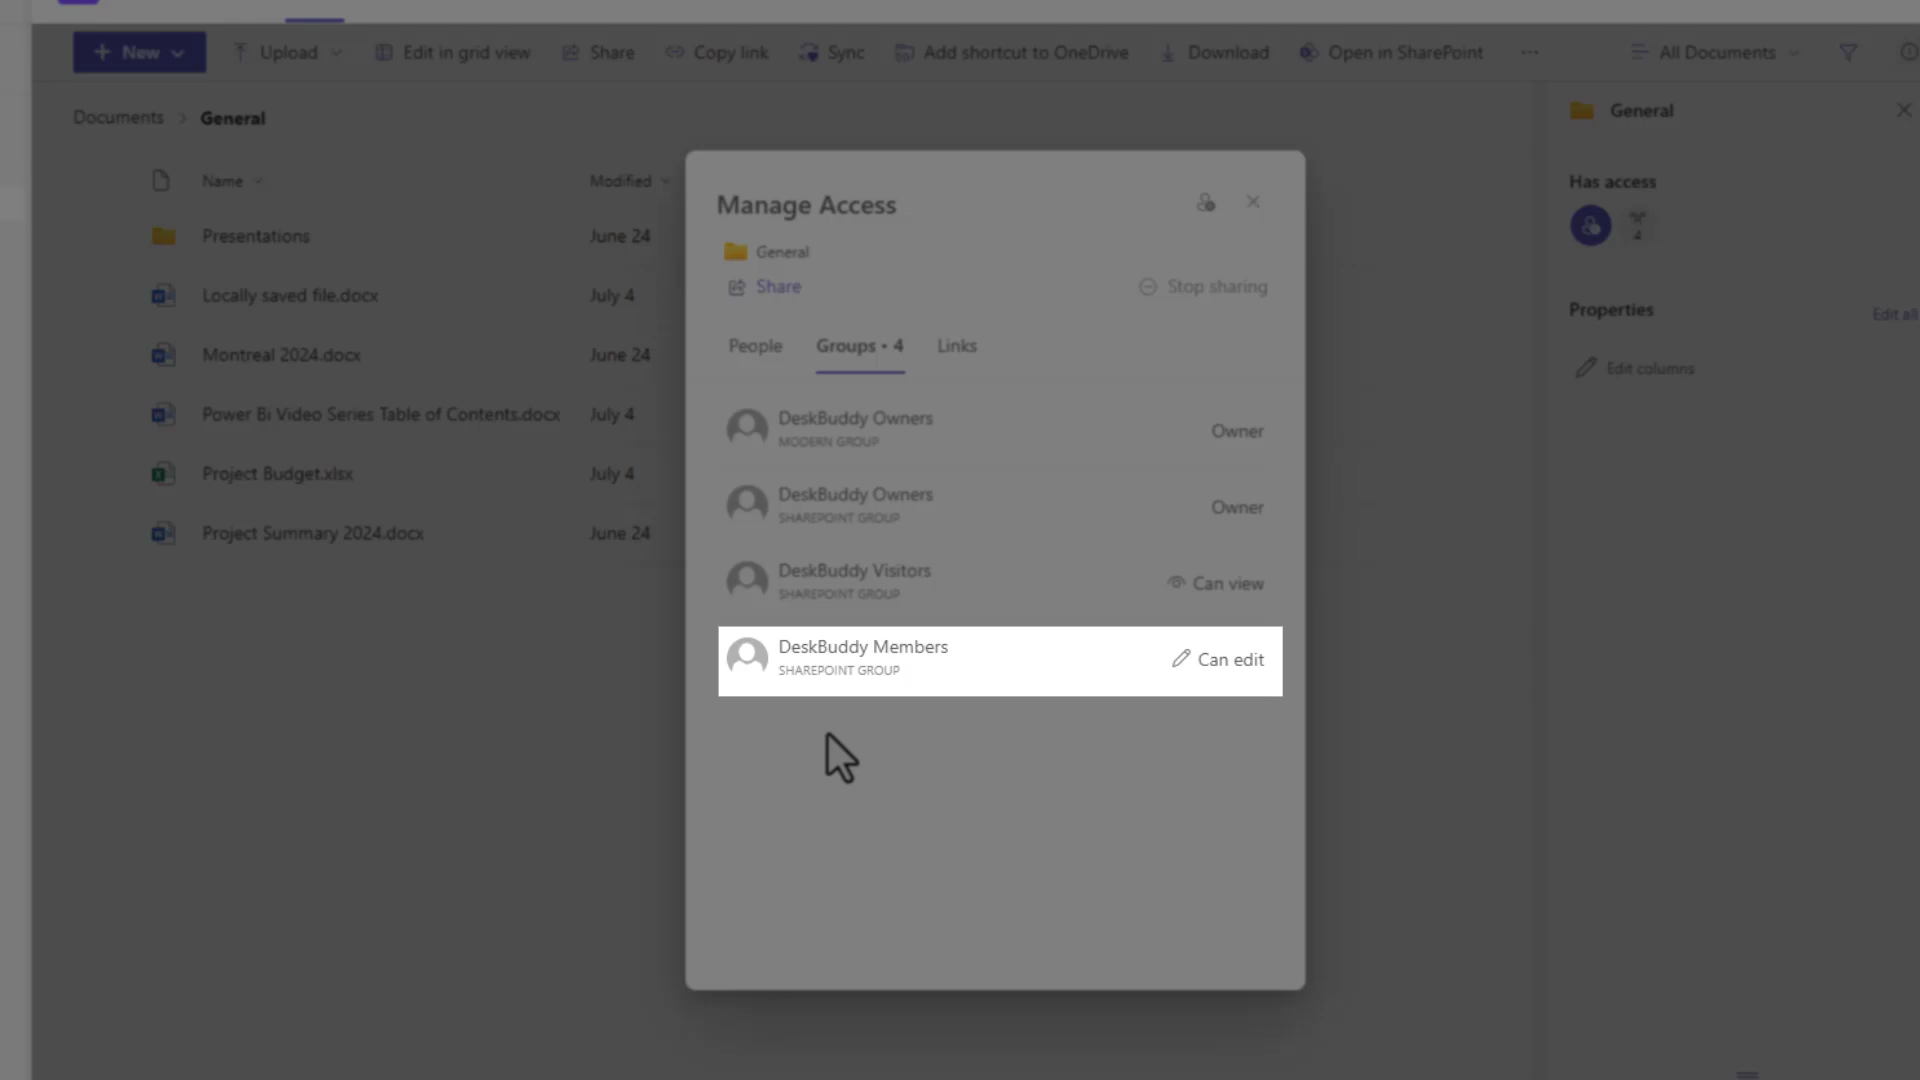 New
Upload
Edit in grid view
Share
Copy link
Sync
Add shortcut to OneDrive
Download
Open in SharePoint
All Documents
Documents > General
Name
Modified
Presentations
June 24
Locally saved file.docx
July 4
Montreal 2024.docx
June 24
Power Bi Video Series Table of Contents.docx
July 4
Project Budget.xlsx
July 4
Project Summary 2024.docx
June 24
Manage Access
General
Share
Stop sharing
People
Groups • 4
Links
DeskBuddy Owners
MODERN GROUP
Owner
DeskBuddy Owners
SHAREPOINT GROUP
Owner
DeskBuddy Visitors
SHAREPOINT GROUP
Can view
DeskBuddy Members
SHAREPOINT GROUP
Can edit
General
Has access
4
Properties
Edit all
Edit columns